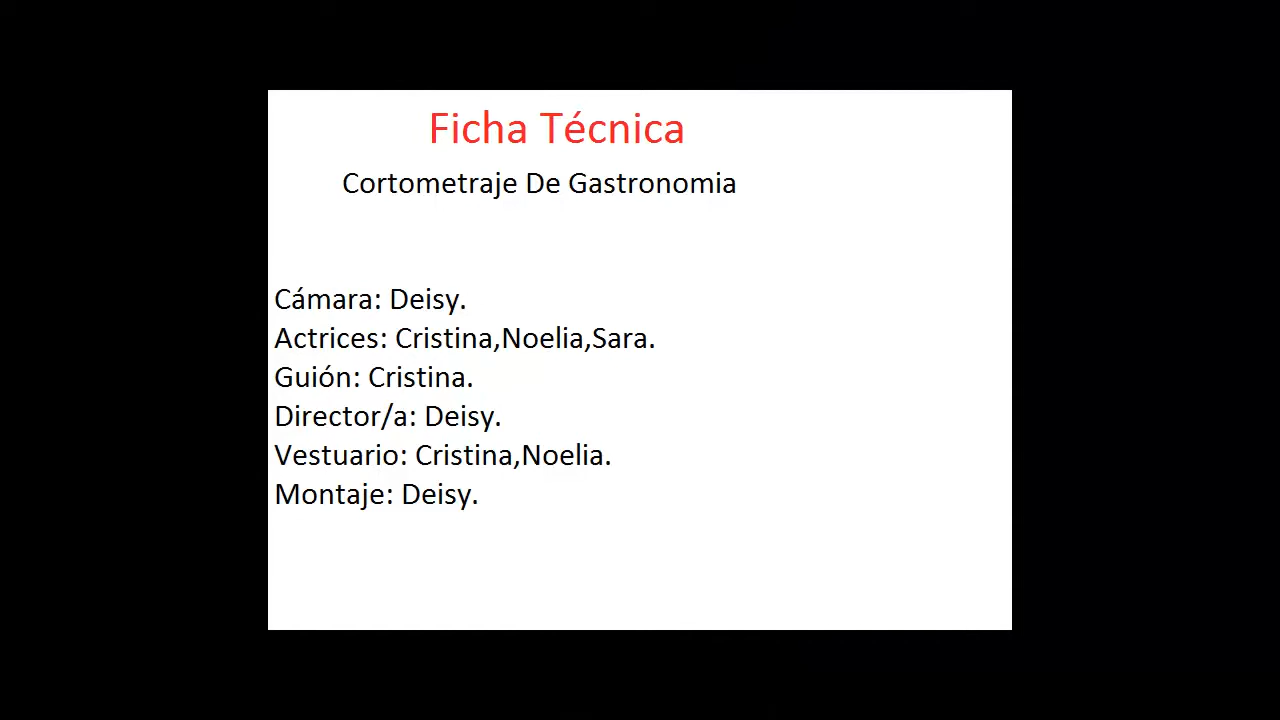 Ficha Técnica
Cortometraje De Gastronomia
Cámara: Deisy.
Actrices: Cristina,Noelia,Sara.
Guión: Cristina.
Director/a: Deisy.
Vestuario: Cristina,Noelia.
Montaje: Deisy.